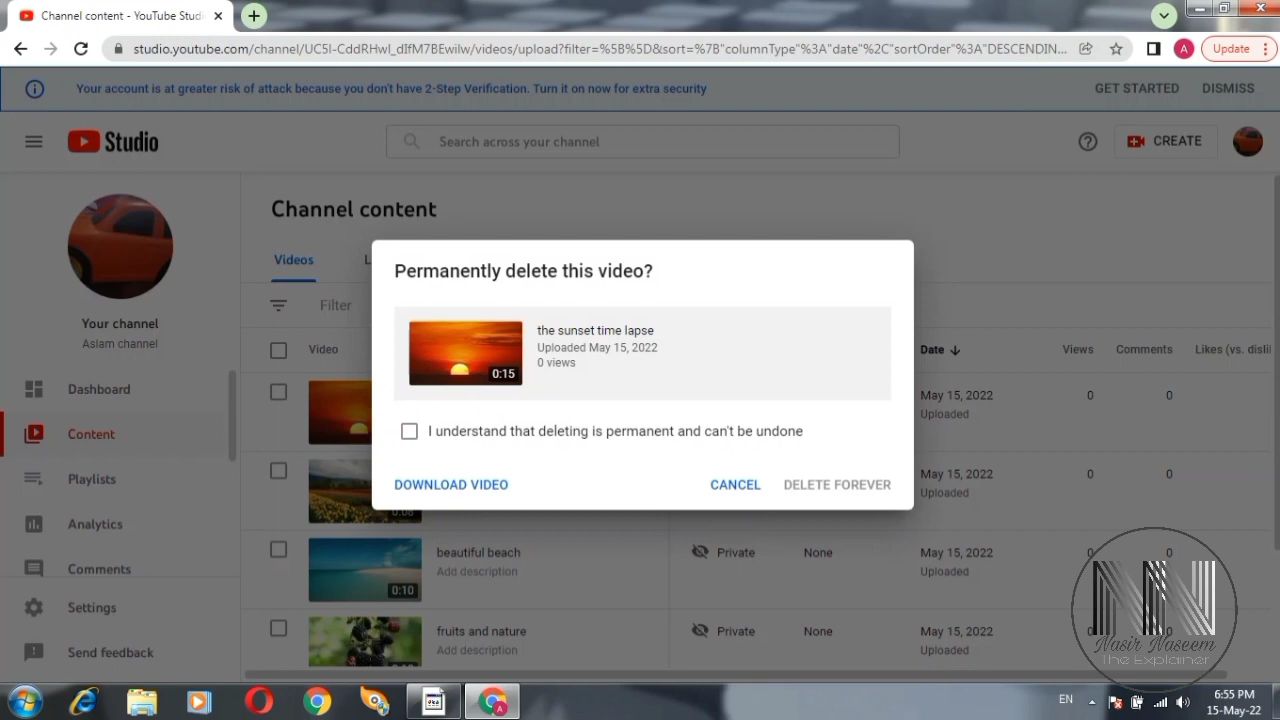 Channel content - YouTube Studi
studio.youtube.com/channel/UC5I-CddRHwI_dIfM7BEwilw/videos/upload?filter=%5B%5D&sort=%7B"columnType"%3A"date"%2C"sortOrder"%3A"DESCENDIN...
A
Update
Your account is at greater risk of attack because you don't have 2-Step Verification. Turn it on now for extra security
GET STARTED
DISMISS
Studio
Search across your channel
CREATE
Your channel
Aslam channel
Dashboard
Content
Playlists
Analytics
Comments
Settings
Send feedback
Channel content
Videos
L
Filter
Video
Date
Views
Comments
Likes (vs. disli
Permanently delete this video?
the sunset time lapse
Uploaded May 15, 2022
0 views
0:15
I understand that deleting is permanent and can't be undone
DOWNLOAD VIDEO
CANCEL
DELETE FOREVER
May 15, 2022
0
0
Uploaded
May 15, 2022
0
0
Uploaded
0:08
beautiful beach
Private
None
May 15, 2022
0
0
Add description
Uploaded
0:10
fruits and nature
Private
None
May 15, 2022
0
0
Add description
Uploaded
NN
Nasir Naseem
The Explainer
EN
6:55 PM
15-May-22